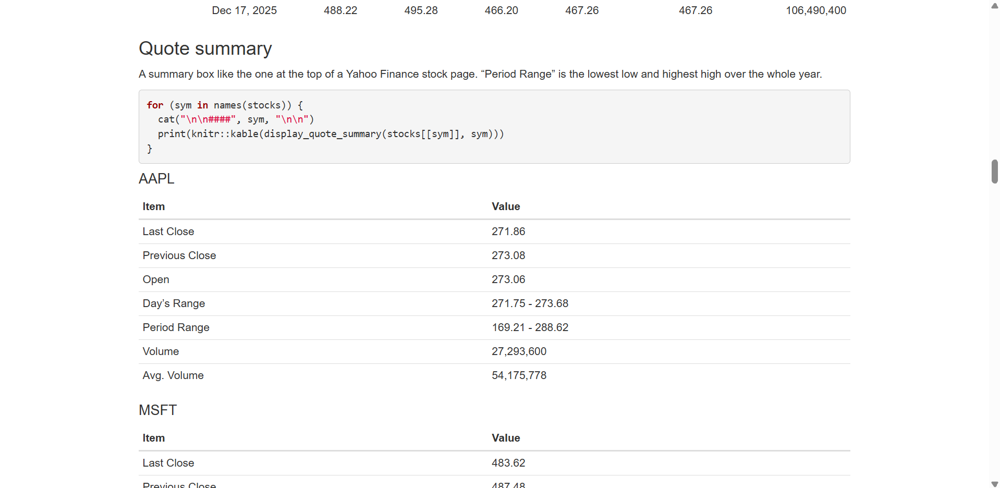 Dec 17, 2025 488.22 495.28 466.20 467.26 467.26 106,490,400
Quote summary
A summary box like the one at the top of a Yahoo Finance stock page. “Period Range” is the lowest low and highest high over the whole year.
for (sym in names(stocks)) {
  cat("\n\n####", sym, "\n\n")
  print(knitr::kable(display_quote_summary(stocks[[sym]], sym)))
}
AAPL
Item Value
Last Close 271.86
Previous Close 273.08
Open 273.06
Day’s Range 271.75 - 273.68
Period Range 169.21 - 288.62
Volume 27,293,600
Avg. Volume 54,175,778
MSFT
Item Value
Last Close 483.62
Previous Close 487.48